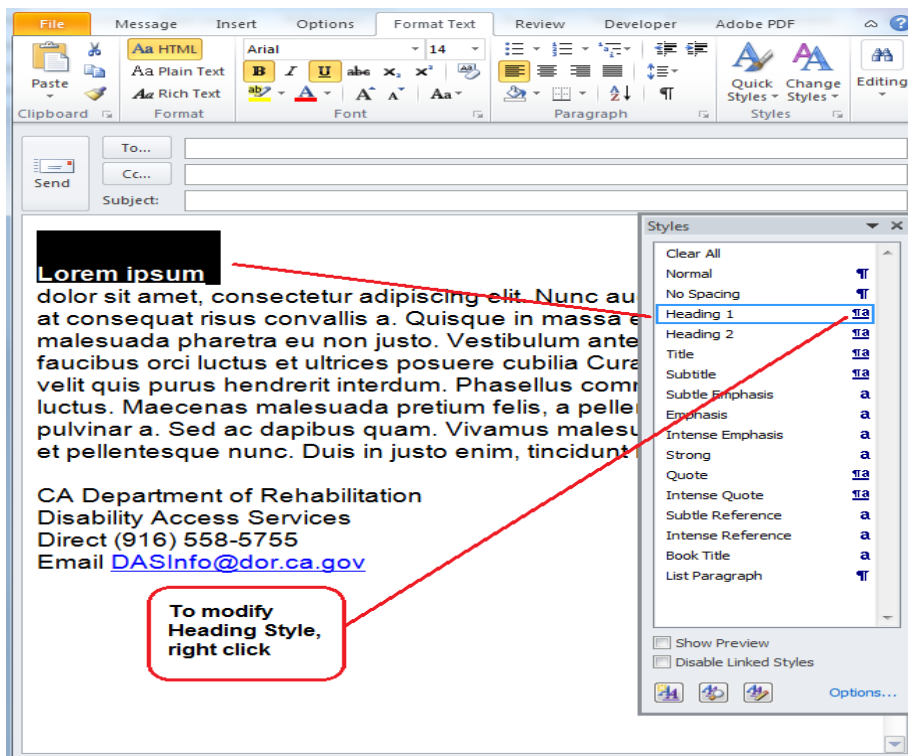 File Message Insert Options Format Text Review Developer Adobe PDF
Aa HTML Arial 14
Paste Aa Plain Text B I U abc x₂ x² Quick Change Editing
Aa Rich Text ab A A A Aa Styles Styles
Clipboard Format Font Paragraph Styles
To...
Send Cc...
Subject:
Styles
Clear All
Normal
No Spacing
Heading 1
Heading 2
Title
Subtitle
Subtle Emphasis
Emphasis
Intense Emphasis
Strong
Quote
Intense Quote
Subtle Reference
Intense Reference
Book Title
List Paragraph
Show Preview
Disable Linked Styles
Options...
Lorem ipsum
dolor sit amet, consectetur adipiscing elit. Nunc au
at consequat risus convallis a. Quisque in massa e
malesuada pharetra eu non justo. Vestibulum ante
faucibus orci luctus et ultrices posuere cubilia Cura
velit quis purus hendrerit interdum. Phasellus comm
luctus. Maecenas malesuada pretium felis, a pelle
pulvinar a. Sed ac dapibus quam. Vivamus malesu
et pellentesque nunc. Duis in justo enim, tincidunt
CA Department of Rehabilitation
Disability Access Services
Direct (916) 558-5755
Email DASInfo@dor.ca.gov
To modify
Heading Style,
right click